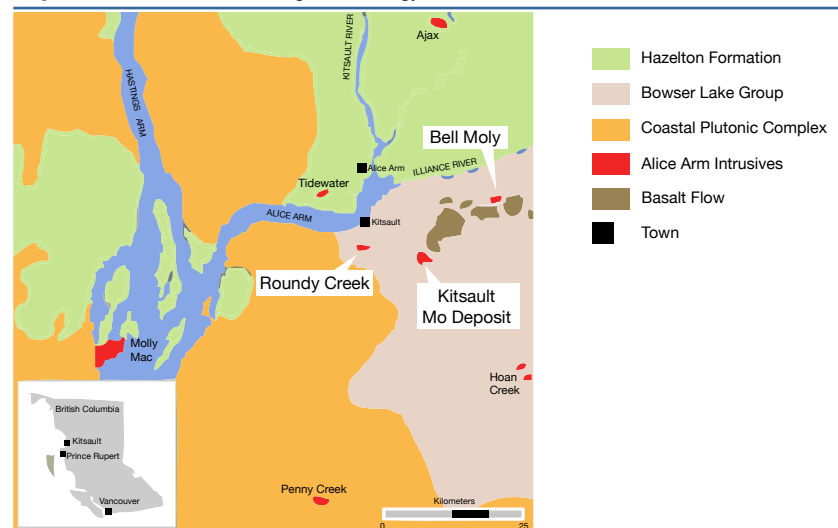 Ajax
KITSAULT RIVER
HASTINGS ARM
Bell Moly
Alice Arm
ILLIANCE RIVER
Tidewater
ALICE ARM
Kitsault
Roundy Creek
Kitsault
Mo Deposit
Molly
Mac
Hoan
Creek
British Columbia
Kitsault
Prince Rupert
Vancouver
Penny Creek
Kilometers
0
25
Hazelton Formation
Bowser Lake Group
Coastal Plutonic Complex
Alice Arm Intrusives
Basalt Flow
Town